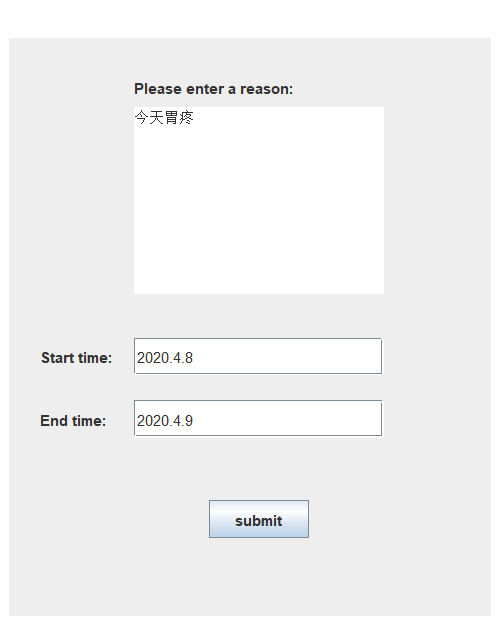 Please enter a reason:
今天胃疼
Start time:
2020.4.8
End time:
2020.4.9
submit